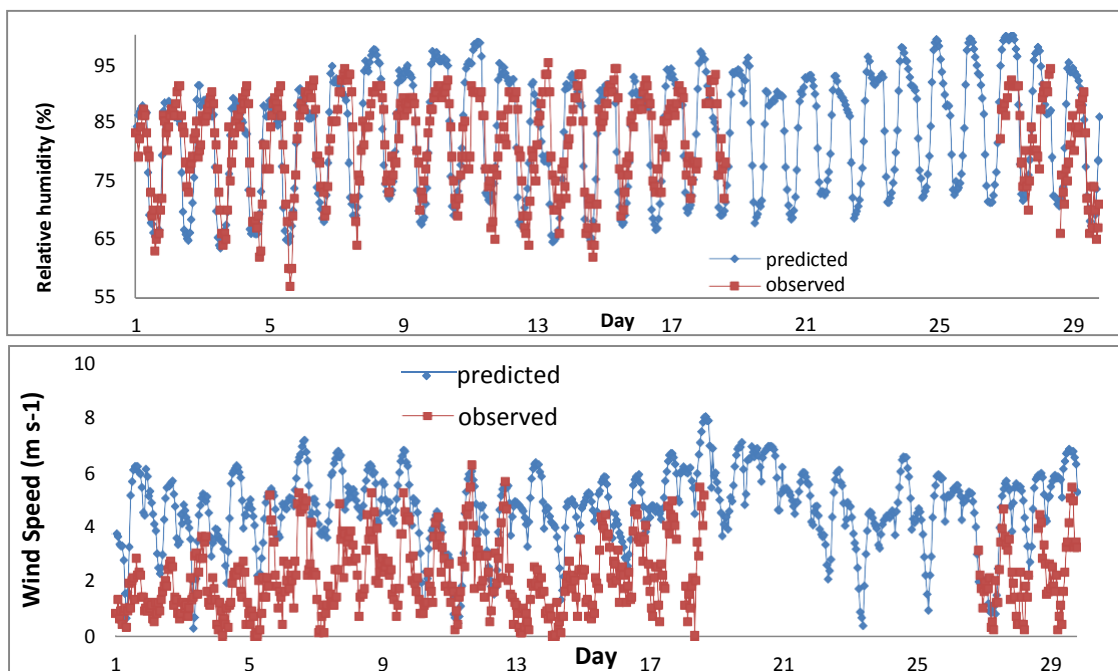 Relative humidity (%)
95
85
75
65
55
predicted
observed
1 5 9 13 17 21 25 29
Day
Wind Speed (m s-1)
10
8
6
4
2
0
predicted
observed
1 5 9 13 17 21 25 29
Day